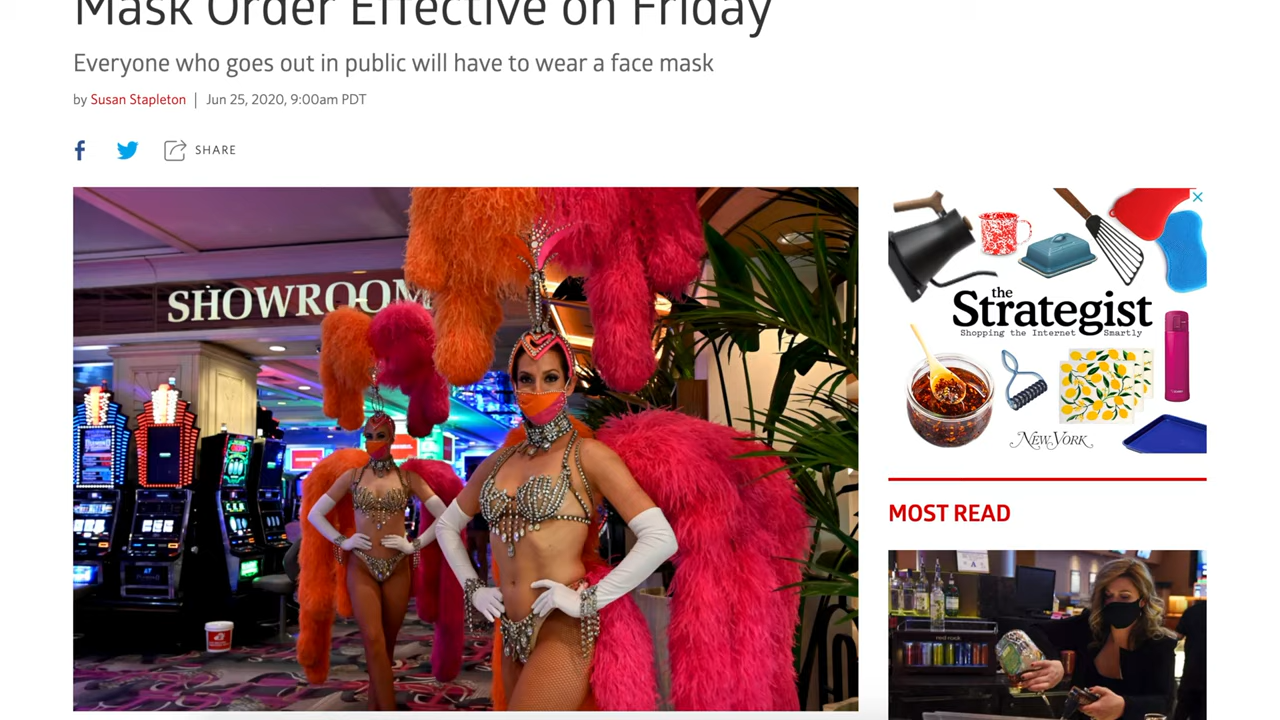 Mask Order Effective on Friday
Everyone who goes out in public will have to wear a face mask
by Susan Stapleton | Jun 25, 2020, 9:00am PDT
SHARE
SHOWROOM
the
Strategist
Shopping the Internet Smartly
NEW YORK
MOST READ